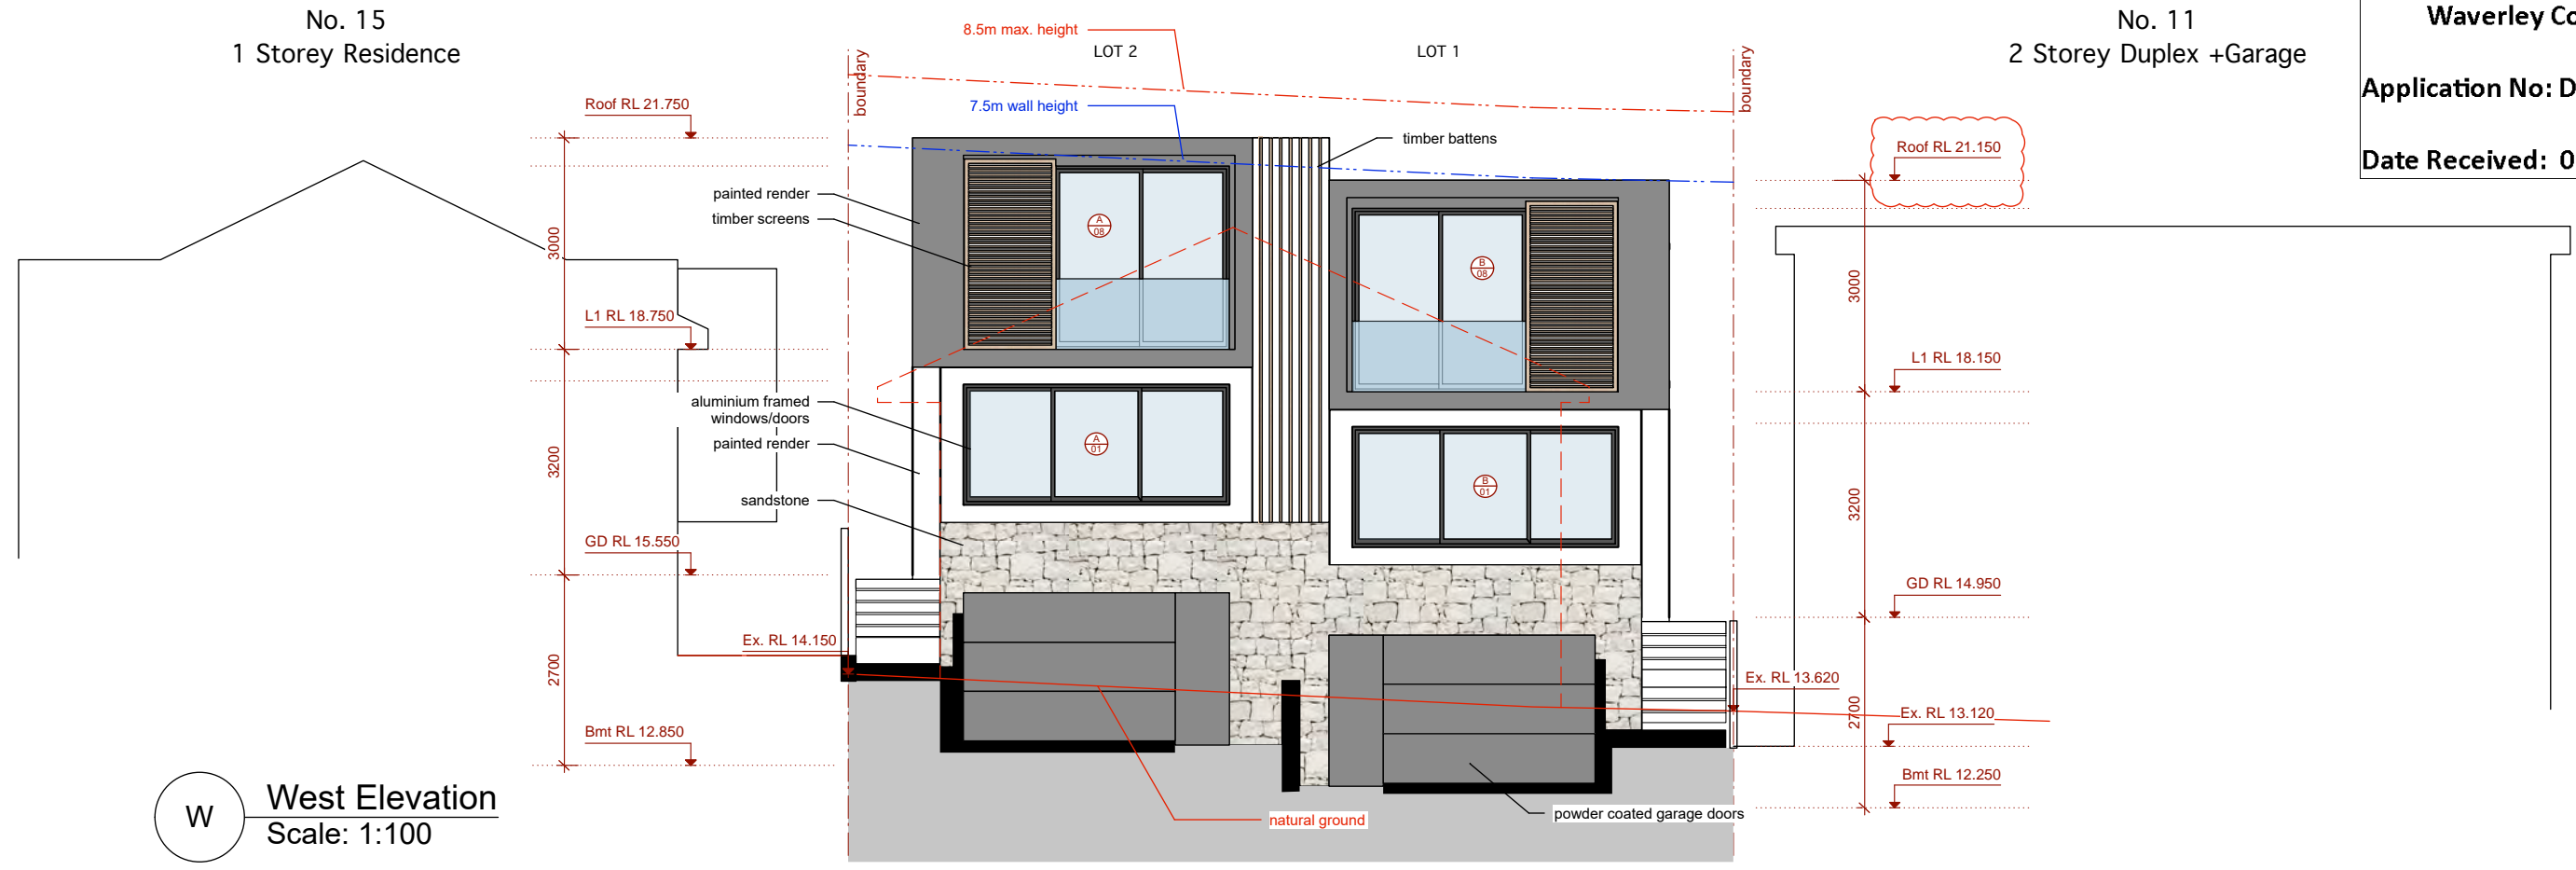 No. 15
1 Storey Residence
8.5m max. height
LOT 2
LOT 1
No. 11
2 Storey Duplex +Garage
Waverley Co
Application No: D
Date Received: 0
boundary
boundary
7.5m wall height
timber battens
Roof RL 21.750
Roof RL 21.150
painted render
timber screens
A
08
B
08
3000
3000
L1 RL 18.750
L1 RL 18.150
aluminium framed
windows/doors
painted render
A
01
B
01
sandstone
3200
3200
GD RL 15.550
GD RL 14.950
Ex. RL 14.150
Ex. RL 13.620
Ex. RL 13.120
2700
2700
Bmt RL 12.850
Bmt RL 12.250
W
West Elevation
Scale: 1:100
natural ground
powder coated garage doors